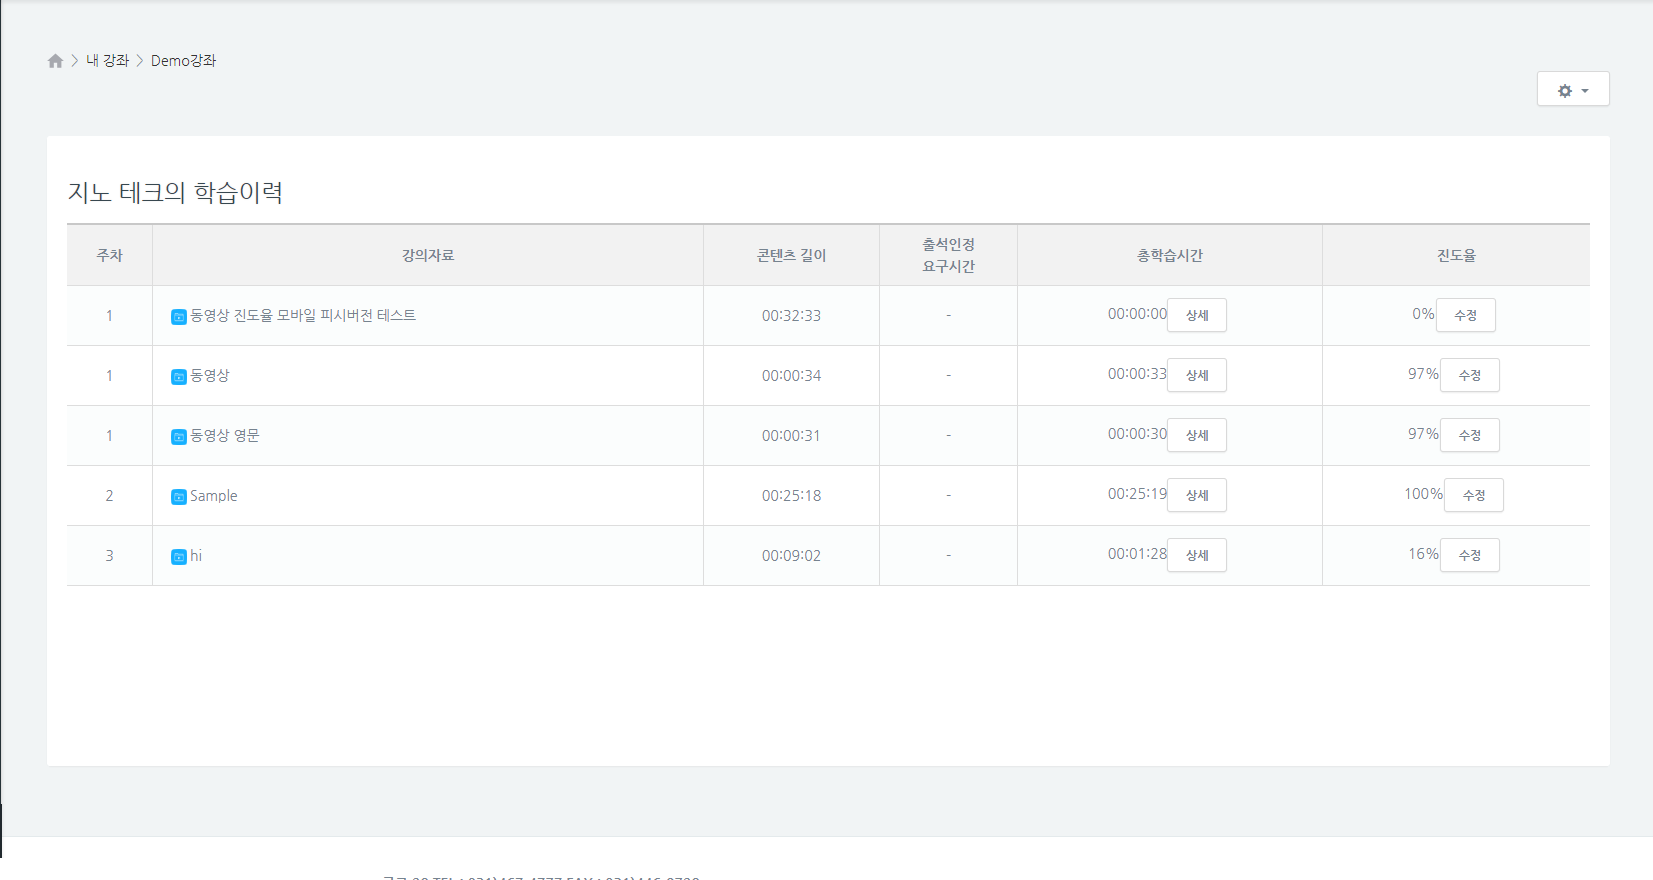 내 강좌 > Demo강좌
지노 테크의 학습이력
주차 강의자료 콘텐츠 길이 출석인정 요구시간 총학습시간 진도율
1 동영상 진도율 모바일 피시버전 테스트 00:32:33 - 00:00:00 상세 0% 수정
1 동영상 00:00:34 - 00:00:33 상세 97% 수정
1 동영상 영문 00:00:31 - 00:00:30 상세 97% 수정
2 Sample 00:25:18 - 00:25:19 상세 100% 수정
3 hi 00:09:02 - 00:01:28 상세 16% 수정